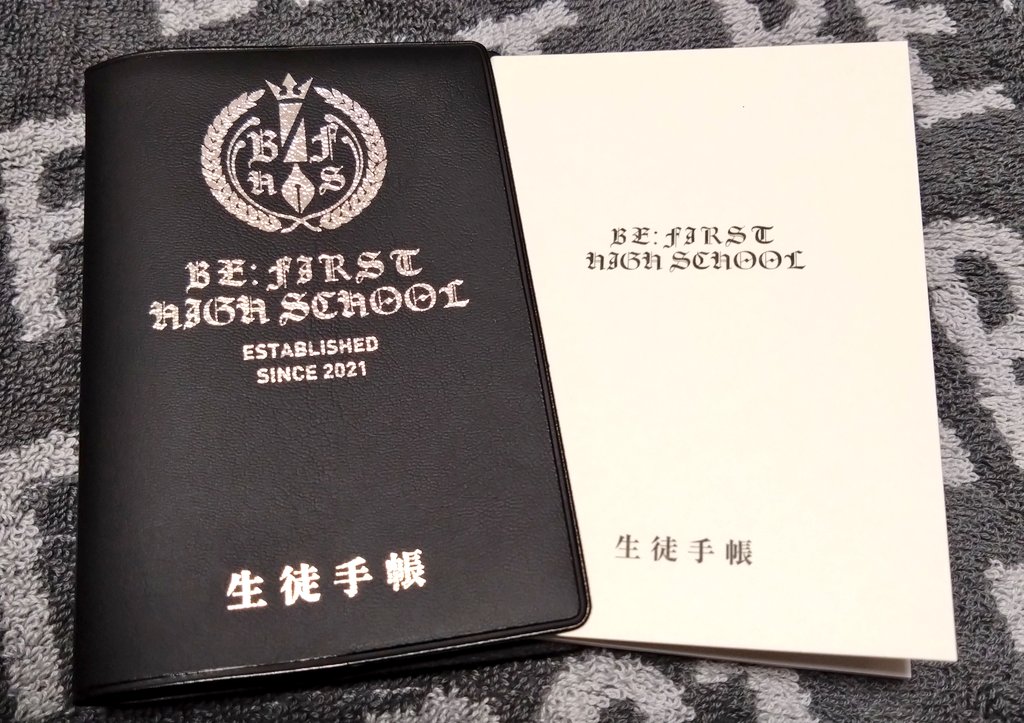 B F
H S
BE:FIRST
HIGH SCHOOL
ESTABLISHED
SINCE 2021
生徒手帳
BE:FIRST
HIGH SCHOOL
生徒手帳